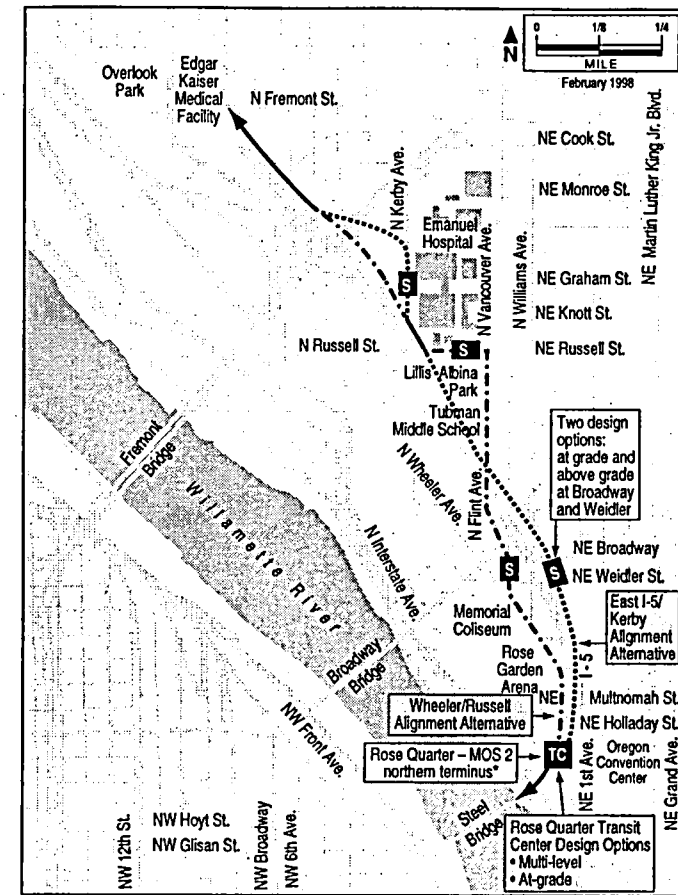 N
0 1/8 1/4
MILE
February 1998
Overlook
Park
Edgar
Kaiser
Medical
Facility
N Fremont St.
NE Martin Luther King Jr. Blvd.
NE Cook St.
NE Monroe St.
N Kerby Ave.
Emanuel
Hospital
N Vancouver Ave.
N Williams Ave.
NE Graham St.
S
NE Knott St.
N Russell St.
S
NE Russell St.
Lillis Albina
Park
Tubman
Middle School
Two design
options:
at grade and
above grade
at Broadway
and Weidler
Fremont
Bridge
N Wheeler Ave.
N Flint Ave.
Willamette River
N Interstate Ave.
NE Broadway
S
S
NE Weidler St.
Memorial
Coliseum
East I-5/
Kerby
Alignment
Alternative
Rose
Garden
Arena
I-5
Broadway
Bridge
NE Multnomah St.
Wheeler/Russell
Alignment Alternative
NE Holladay St.
NW Front Ave.
Rose Quarter – MOS 2
northern terminus*
TC
Oregon
Convention
Center
NE 1st Ave.
NE Grand Ave.
Steel
Bridge
Rose Quarter Transit
Center Design Options
• Multi-level
• At-grade
NW 12th St.
NW Hoyt St.
NW Glisan St.
NW Broadway
NW 6th Ave.